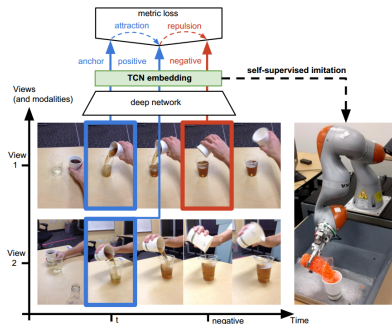 metric loss
attraction
repulsion
anchor
positive
negative
TCN embedding
self-supervised imitation
deep network
Views
(and modalities)
View
1
View
2
t
negative
Time